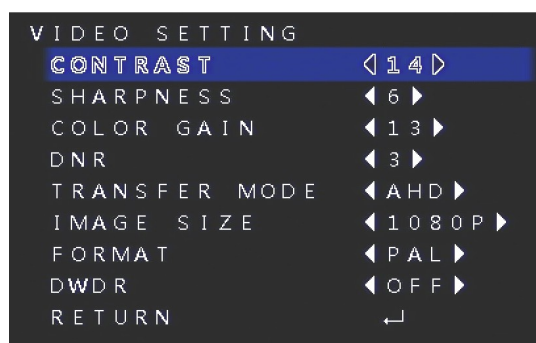 VIDEO SETTING
CONTRAST 14
SHARPNESS 6
COLOR GAIN 13
DNR 3
TRANSFER MODE AHD
IMAGE SIZE 1080P
FORMAT PAL
DWDR OFF
RETURN